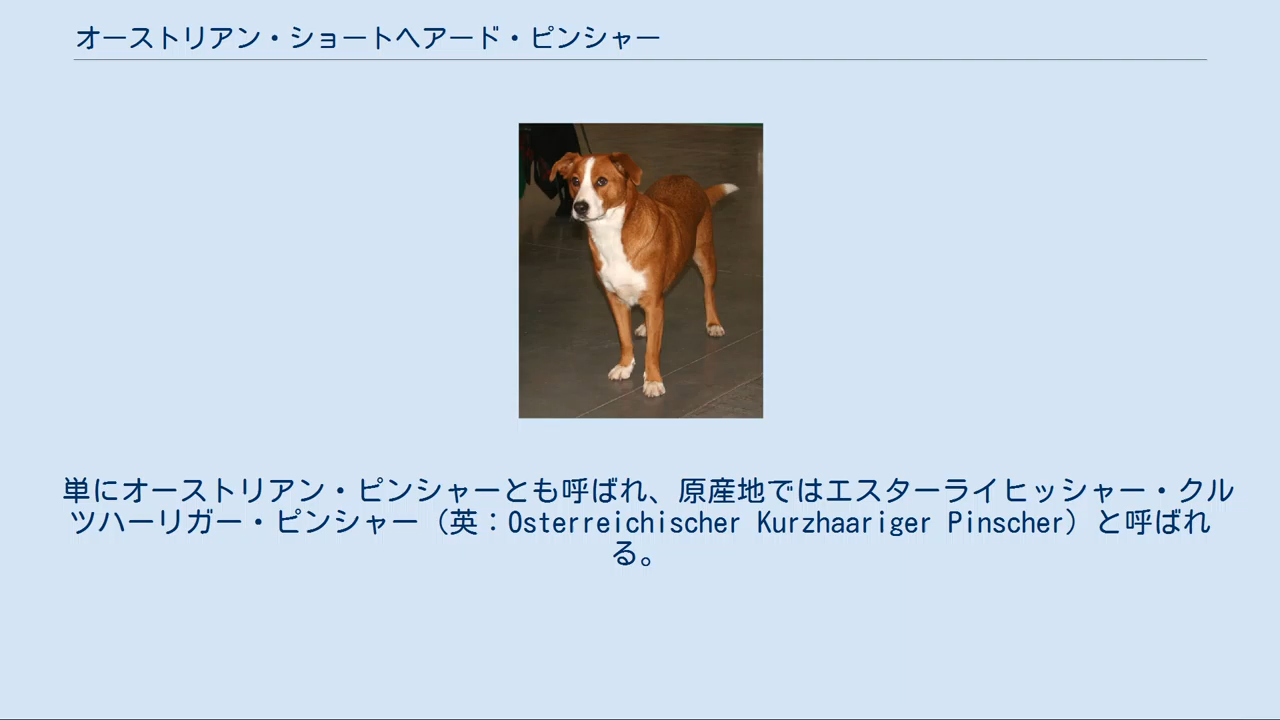 オーストリアン・ショートヘアード・ピンシャー
単にオーストリアン・ピンシャーとも呼ばれ、原産地ではエスターライヒッシャー・クル
ツハーリガー・ピンシャー（英：Osterreichischer Kurzhaariger Pinscher）と呼ばれ
る。